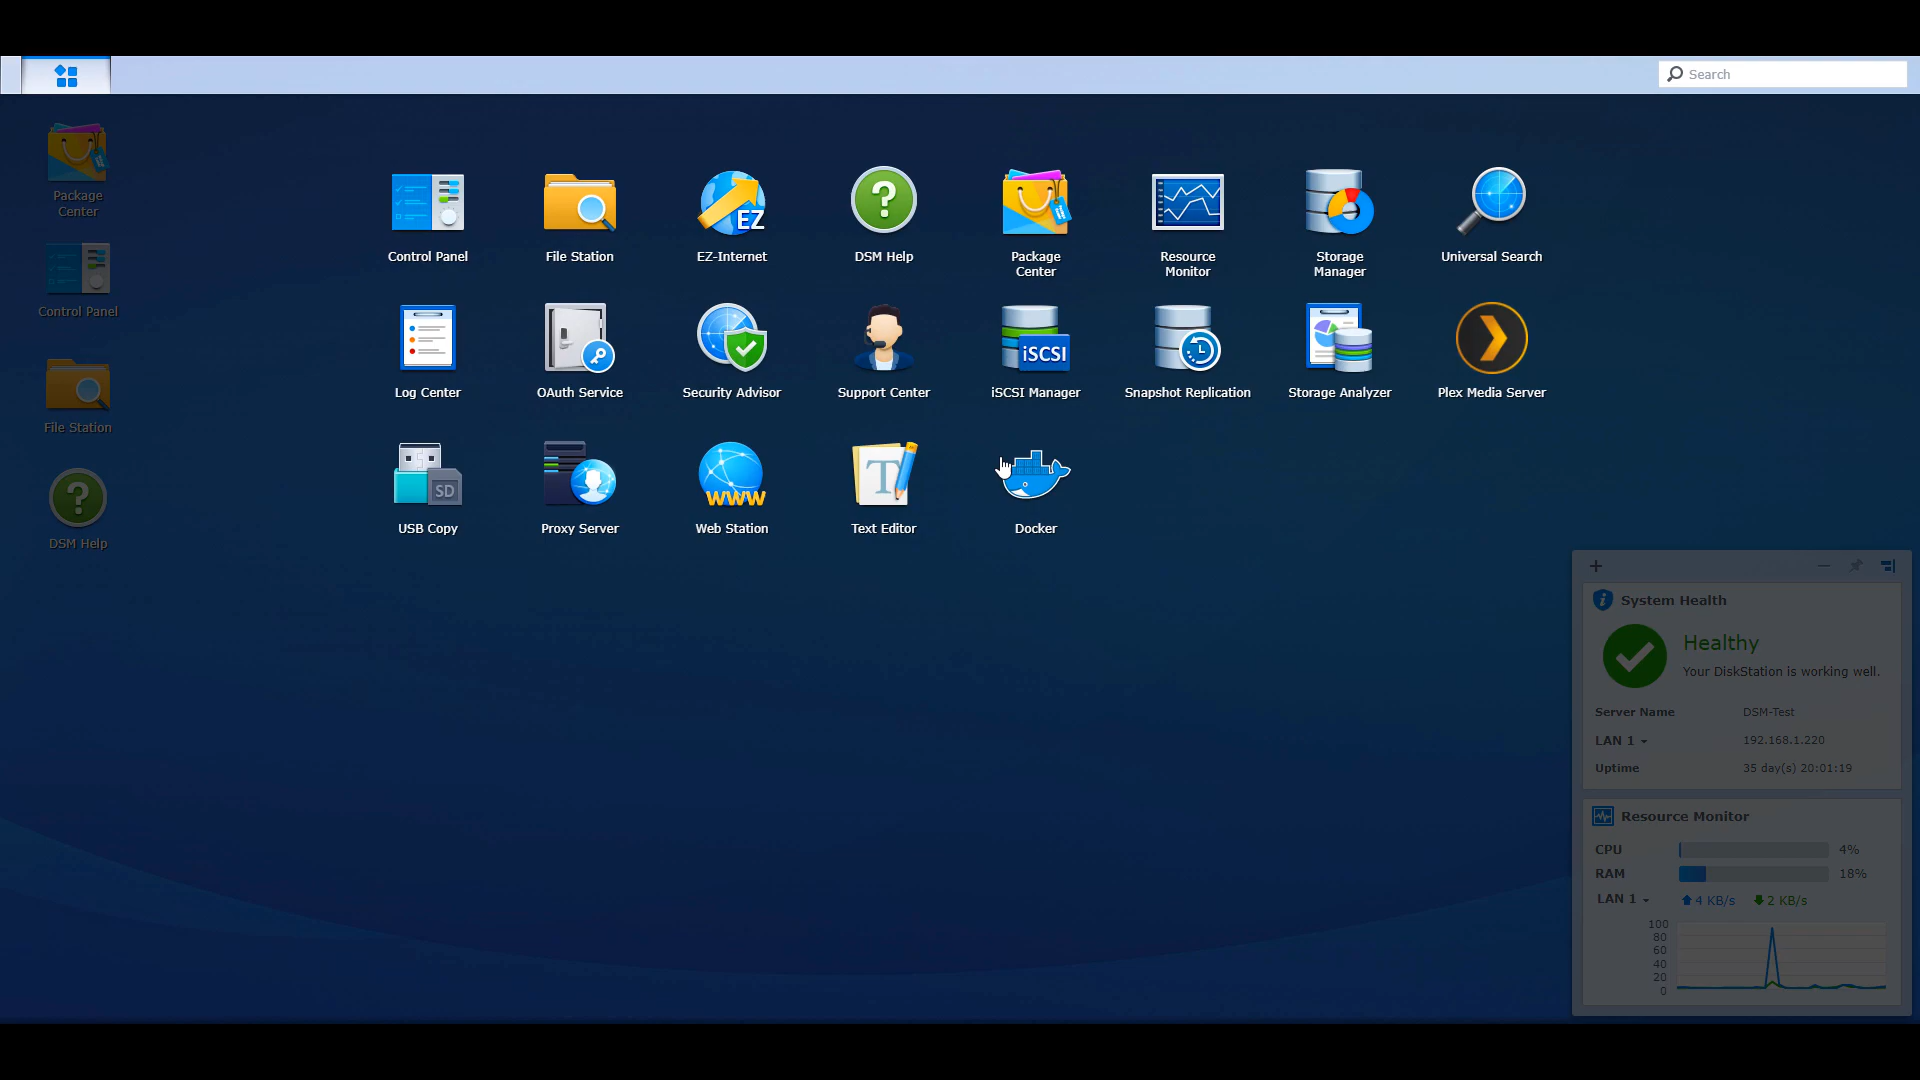 Search
Package
Center
Control Panel
File Station
DSM Help
Control Panel
File Station
EZ
EZ-Internet
DSM Help
Package
Center
Resource
Monitor
Storage
Manager
Universal Search
Log Center
OAuth Service
Security Advisor
Support Center
iSCSI
iSCSI Manager
Snapshot Replication
Storage Analyzer
Plex Media Server
SD
USB Copy
Proxy Server
WWW
Web Station
T
Text Editor
Docker
System Health
Healthy
Your DiskStation is working well.
Server Name DSM-Test
LAN 1 192.168.1.220
Uptime 35 day(s) 20:01:19
Resource Monitor
CPU 4%
RAM 18%
LAN 1 4 KB/s 2 KB/s
100
80
60
40
20
0